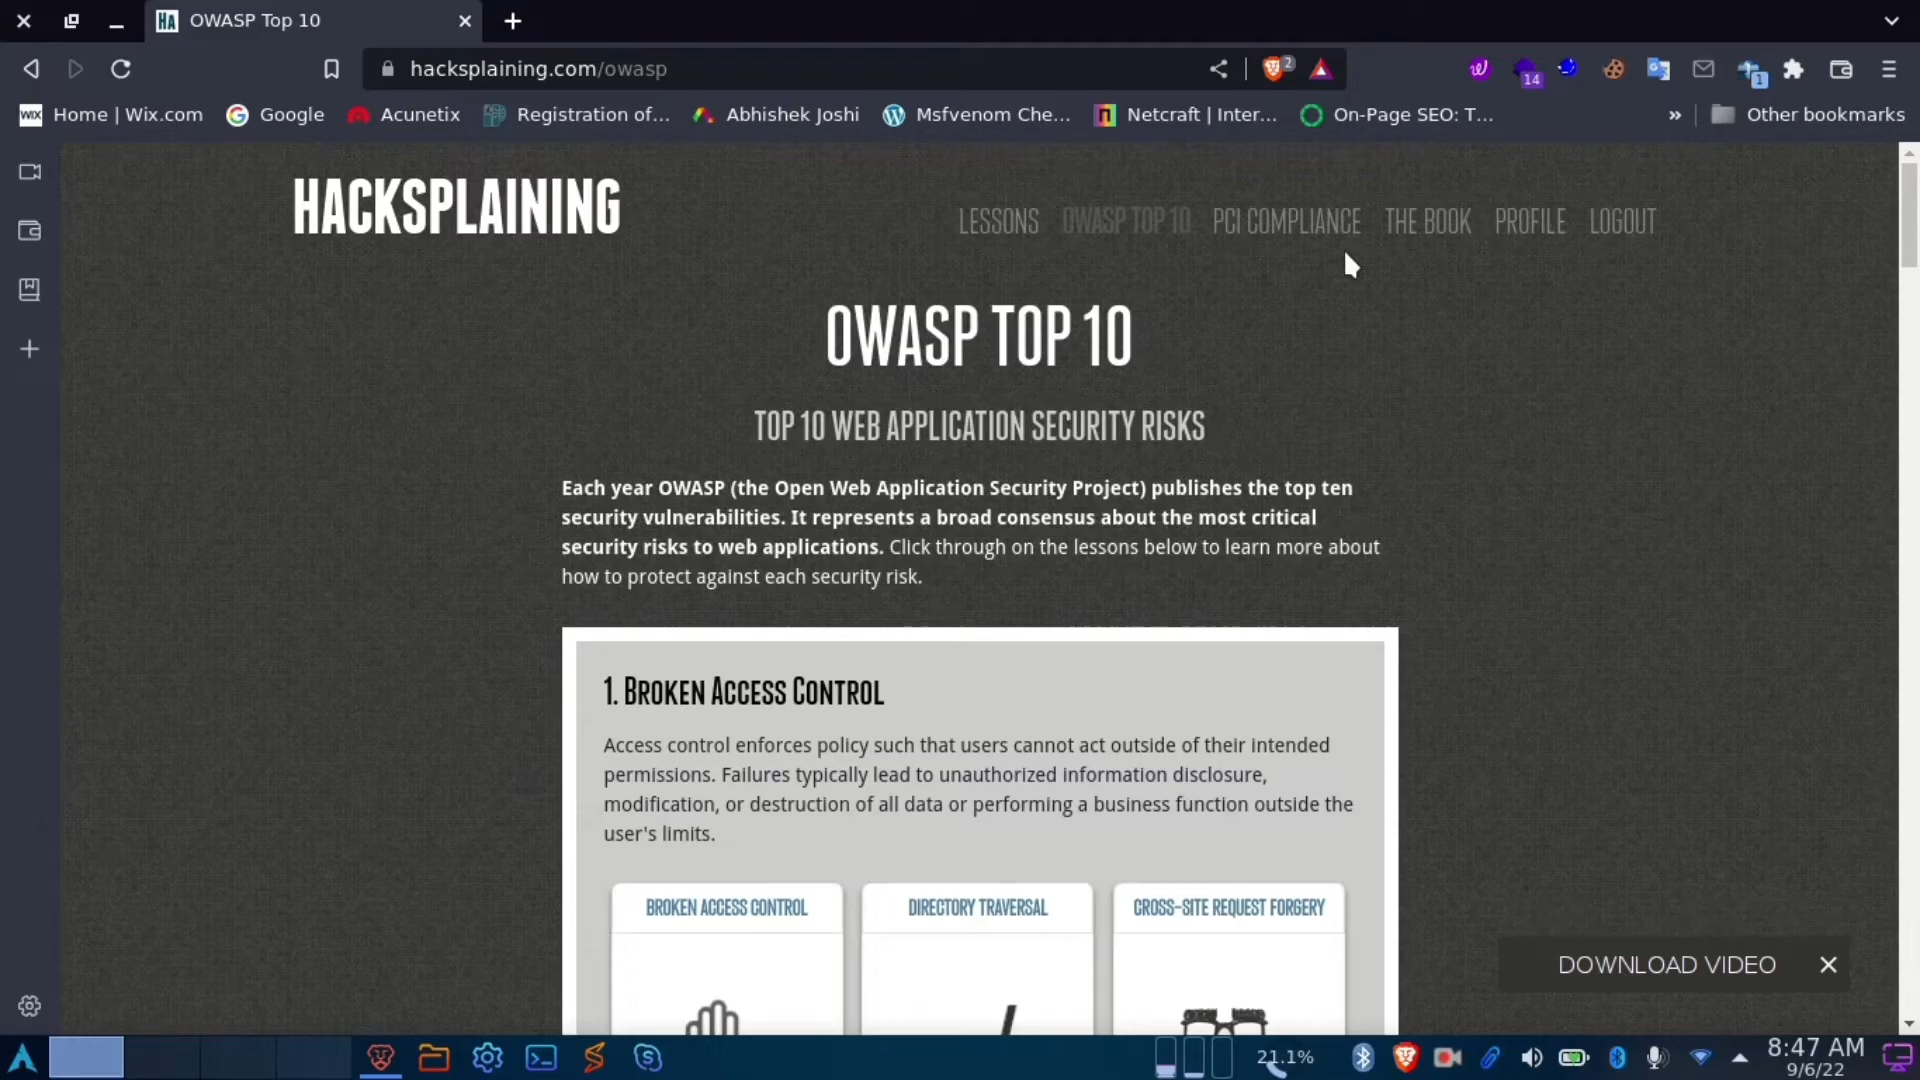 OWASP Top 10
hacksplaining.com/owasp
2
14
1
WIX Home | Wix.com
Google
Acunetix
Registration of...
Abhishek Joshi
Msfvenom Che...
Netcraft | Inter...
On-Page SEO: T...
»
Other bookmarks
HACKSPLAINING
LESSONS OWASP TOP 10 PCI COMPLIANCE THE BOOK PROFILE LOGOUT
OWASP TOP 10
TOP 10 WEB APPLICATION SECURITY RISKS
Each year OWASP (the Open Web Application Security Project) publishes the top ten
security vulnerabilities. It represents a broad consensus about the most critical
security risks to web applications. Click through on the lessons below to learn more about
how to protect against each security risk.
1. BROKEN ACCESS CONTROL
Access control enforces policy such that users cannot act outside of their intended
permissions. Failures typically lead to unauthorized information disclosure,
modification, or destruction of all data or performing a business function outside the
user's limits.
BROKEN ACCESS CONTROL
DIRECTORY TRAVERSAL
CROSS-SITE REQUEST FORGERY
DOWNLOAD VIDEO
21.1%
8:47 AM
9/6/22